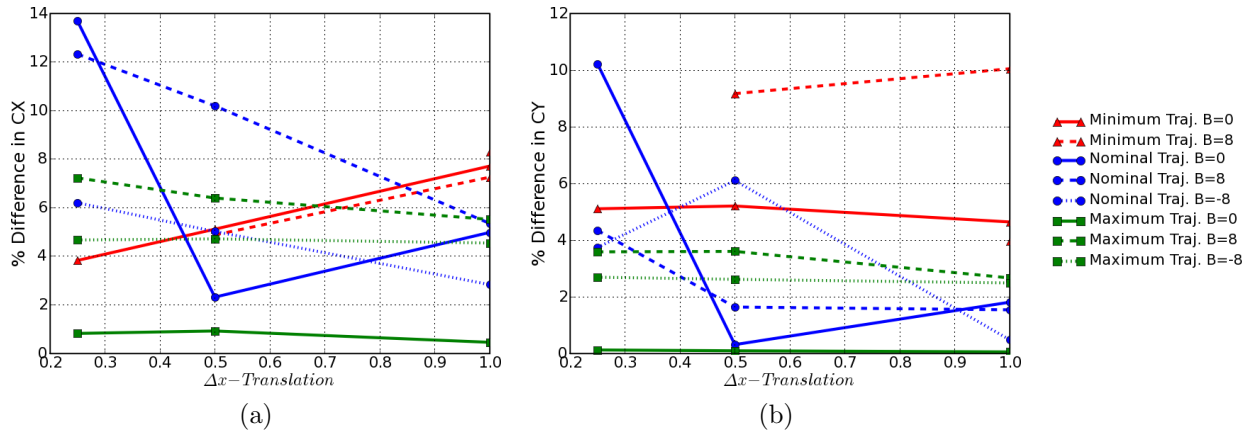 14
12
10
8
6
4
2
0
% Difference in CX
0.2 0.3 0.4 0.5 0.6 0.7 0.8 0.9 1.0
Δx−Translation
(a)
12
10
8
6
4
2
0
% Difference in CY
0.2 0.3 0.4 0.5 0.6 0.7 0.8 0.9 1.0
Δx−Translation
(b)
Minimum Traj. B=0
Minimum Traj. B=8
Nominal Traj. B=0
Nominal Traj. B=8
Nominal Traj. B=-8
Maximum Traj. B=0
Maximum Traj. B=8
Maximum Traj. B=-8